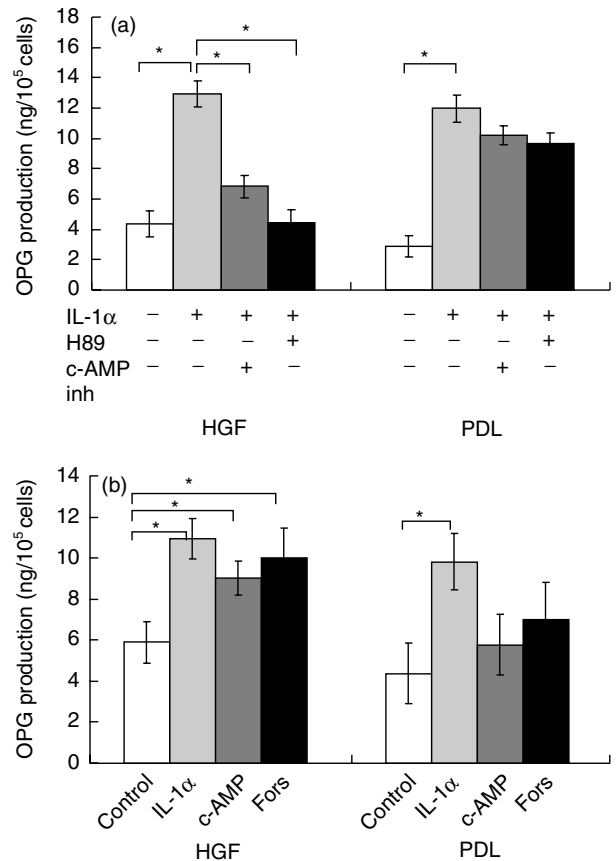 (a)
OPG production (ng/10⁵ cells)
18
16
14
12
10
8
6
4
2
0
* * * *
IL-1α – + + + – + + +
H89 – – – + – – – +
c-AMP – – + – – – + –
inh
HGF PDL
(b)
OPG production (ng/10⁵ cells)
14
12
10
8
6
4
2
0
* * * *
Control IL-1α c-AMP Fors Control IL-1α c-AMP Fors
HGF PDL